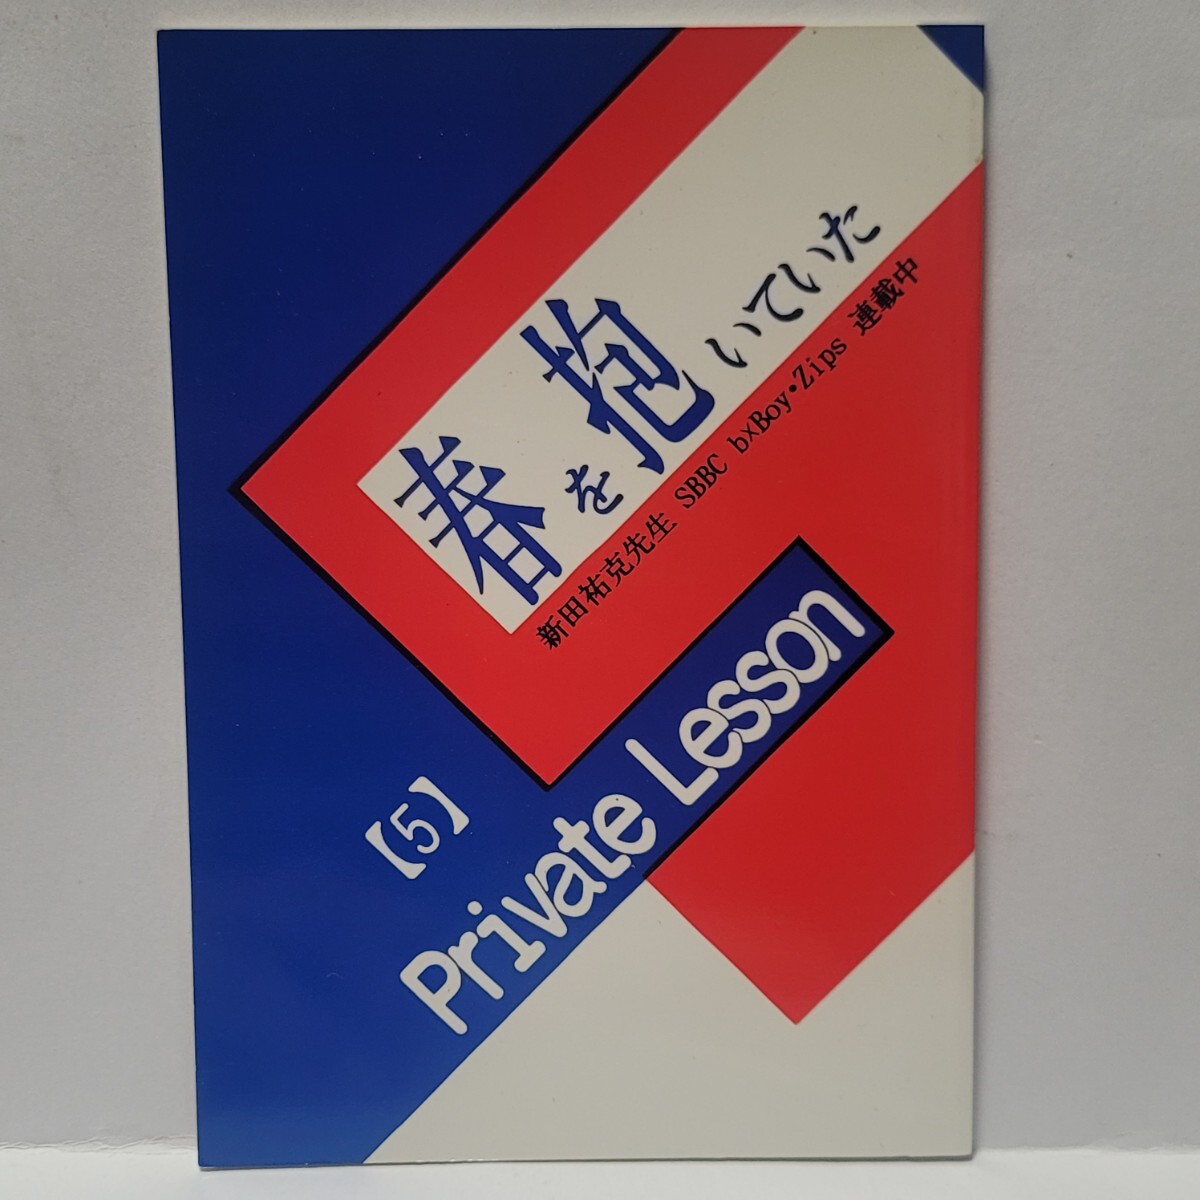 春を抱いていた
新田祐克先生 SBBC b×Boy・Zips 連載中
【5】
Private Lesson